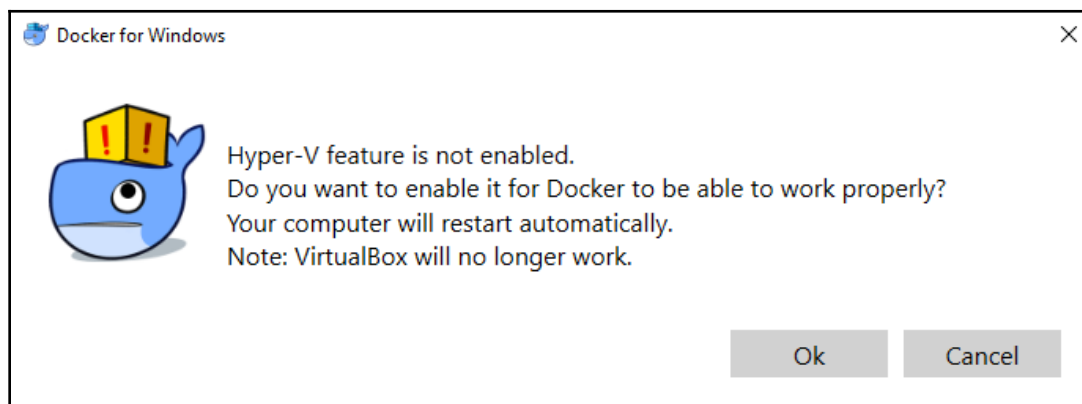 Docker for Windows
Hyper-V feature is not enabled.
Do you want to enable it for Docker to be able to work properly?
Your computer will restart automatically.
Note: VirtualBox will no longer work.
Ok Cancel